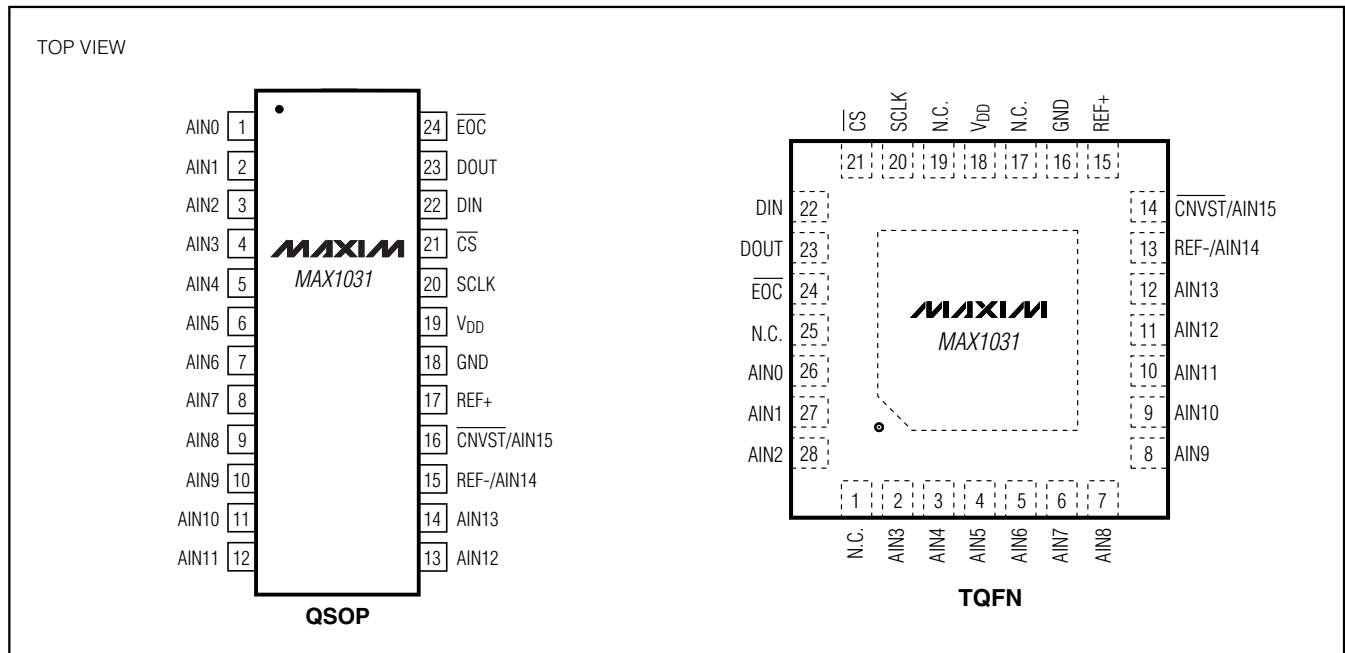 TOP VIEW
AIN0 1
AIN1 2
AIN2 3
AIN3 4
AIN4 5
AIN5 6
AIN6 7
AIN7 8
AIN8 9
AIN9 10
AIN10 11
AIN11 12
MAXIM
MAX1031
24 EOC
23 DOUT
22 DIN
21 CS
20 SCLK
19 VDD
18 GND
17 REF+
16 CNVST/AIN15
15 REF-/AIN14
14 AIN13
13 AIN12
QSOP
CS SCLK N.C. VDD N.C. GND REF+
21 20 19 18 17 16 15
DIN 22
DOUT 23
EOC 24
N.C. 25
AIN0 26
AIN1 27
AIN2 28
MAXIM
MAX1031
14 CNVST/AIN15
13 REF-/AIN14
12 AIN13
11 AIN12
10 AIN11
9 AIN10
8 AIN9
1 2 3 4 5 6 7
N.C. AIN3 AIN4 AIN5 AIN6 AIN7 AIN8
TQFN